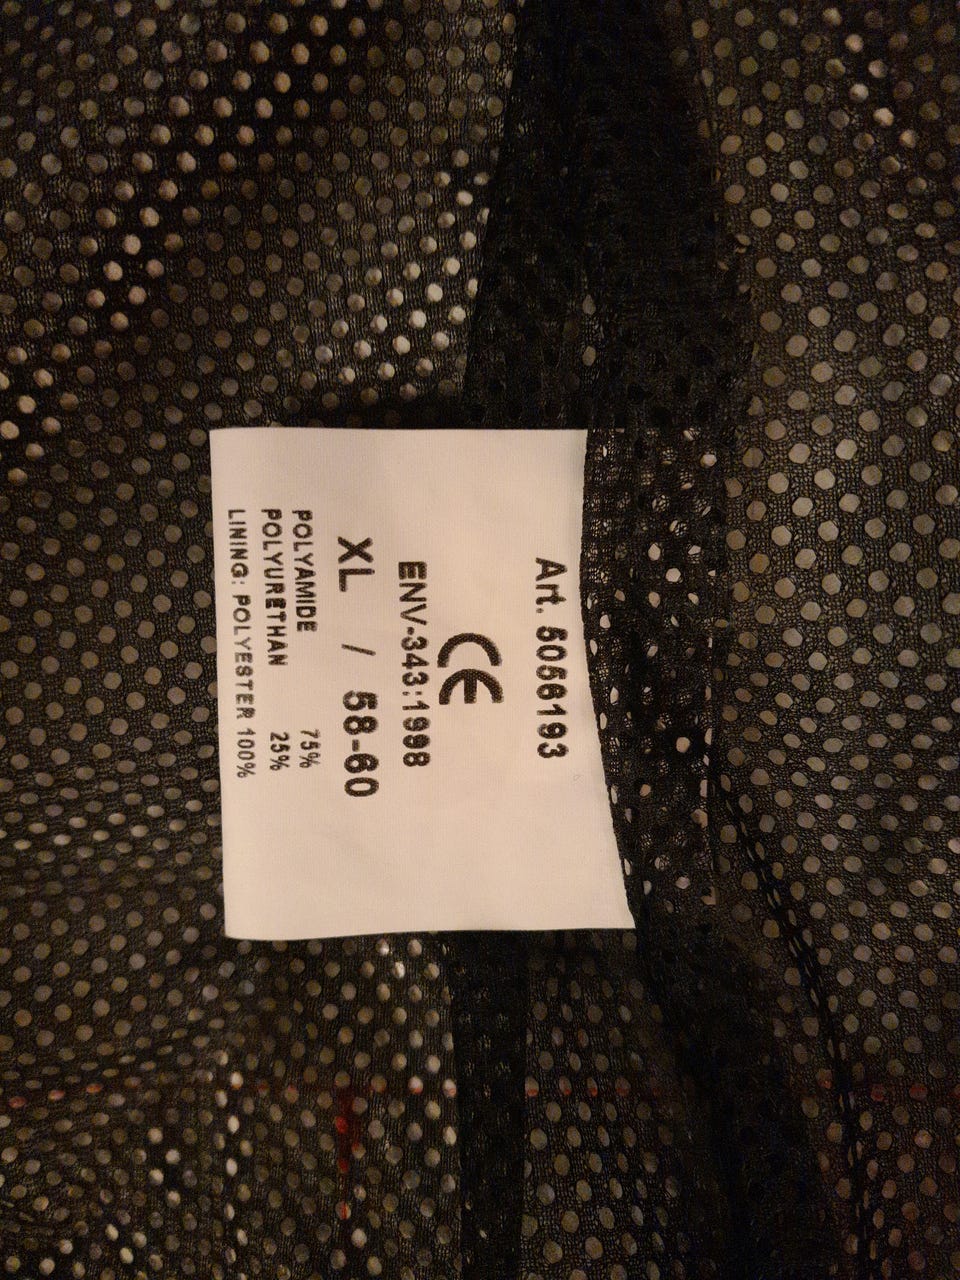 Art. 5056193
CE
ENV-343:1998
XL / 58-60
POLYAMIDE 75%
POLYURETHAN 25%
LINING: POLYESTER 100%